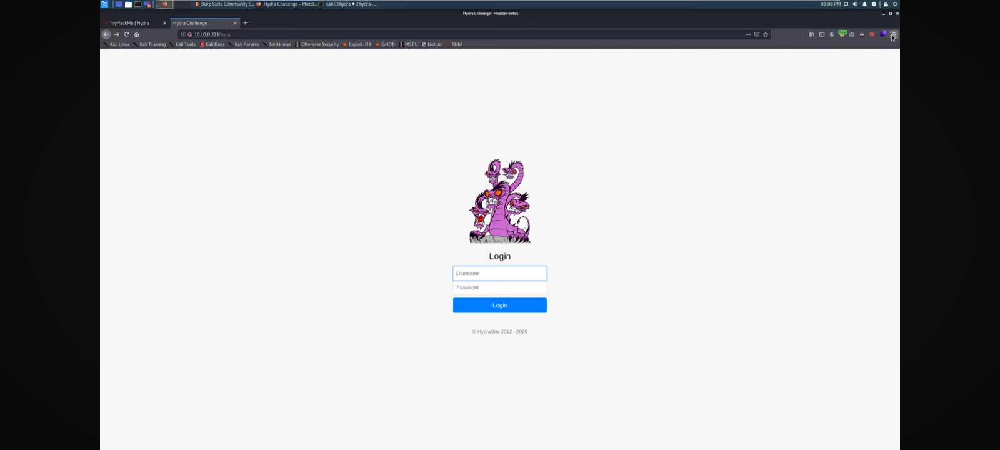 Burp Suite Community E...
Hydra Challenge - Mozill...
kali
2 hydra-...
06:08 PM
Hydra Challenge - Mozilla Firefox
TryHackMe | Hydra
Hydra Challenge
10.10.0.223/login
Kali Linux
Kali Training
Kali Tools
Kali Docs
Kali Forums
NetHunter
Offensive Security
Exploit-DB
GHDB
MSFU
Notion
THM
Login
Username
Password
Login
© HydraSite 2012 - 2020